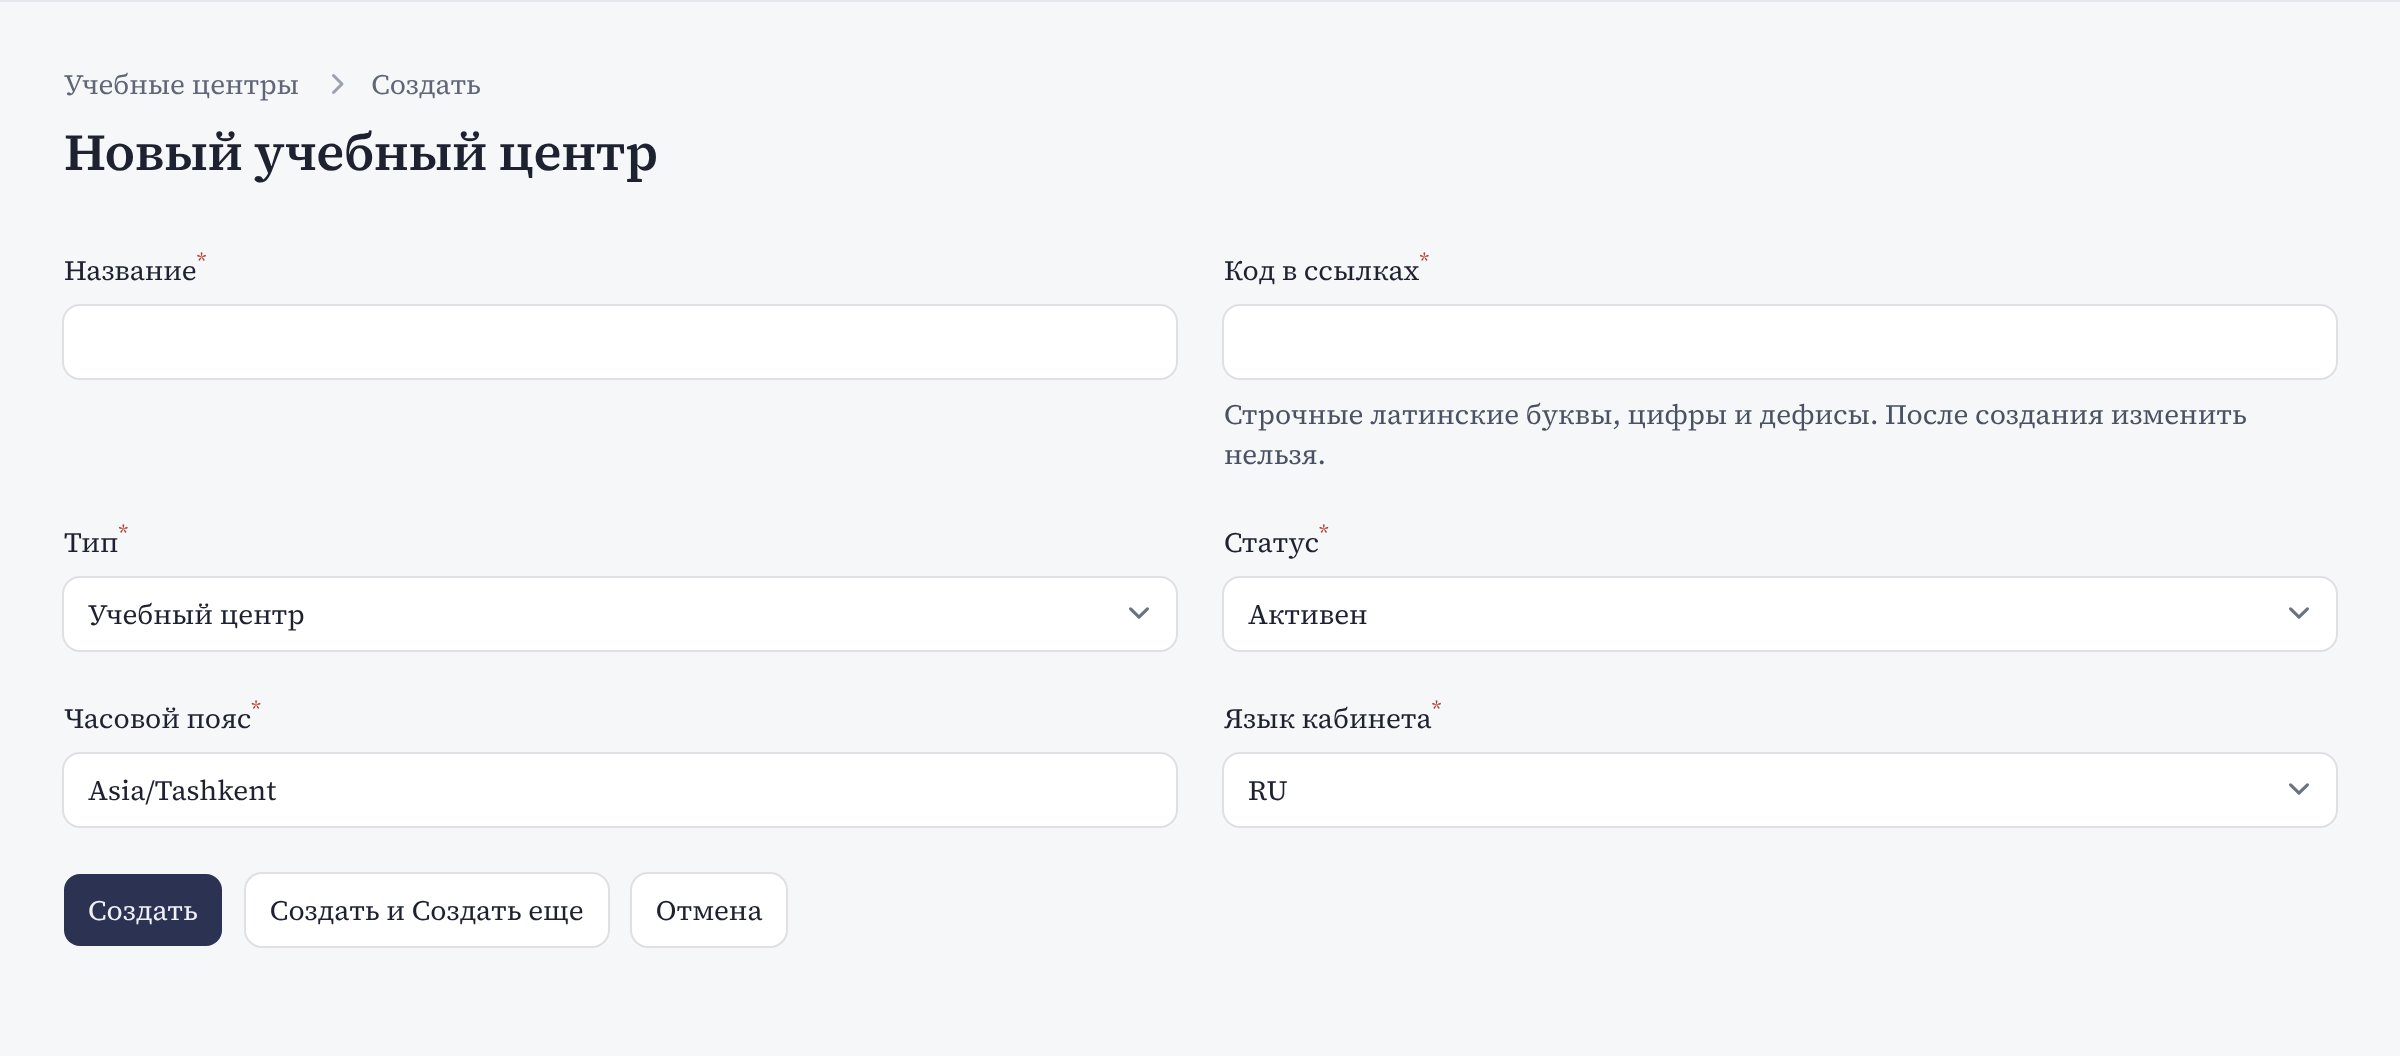 Учебные центры > Создать
Новый учебный центр
Название*
Код в ссылках*
Строчные латинские буквы, цифры и дефисы. После создания изменить
нельзя.
Тип*
Учебный центр
Статус*
Активен
Часовой пояс*
Asia/Tashkent
Язык кабинета*
RU
Создать
Создать и Создать еще
Отмена